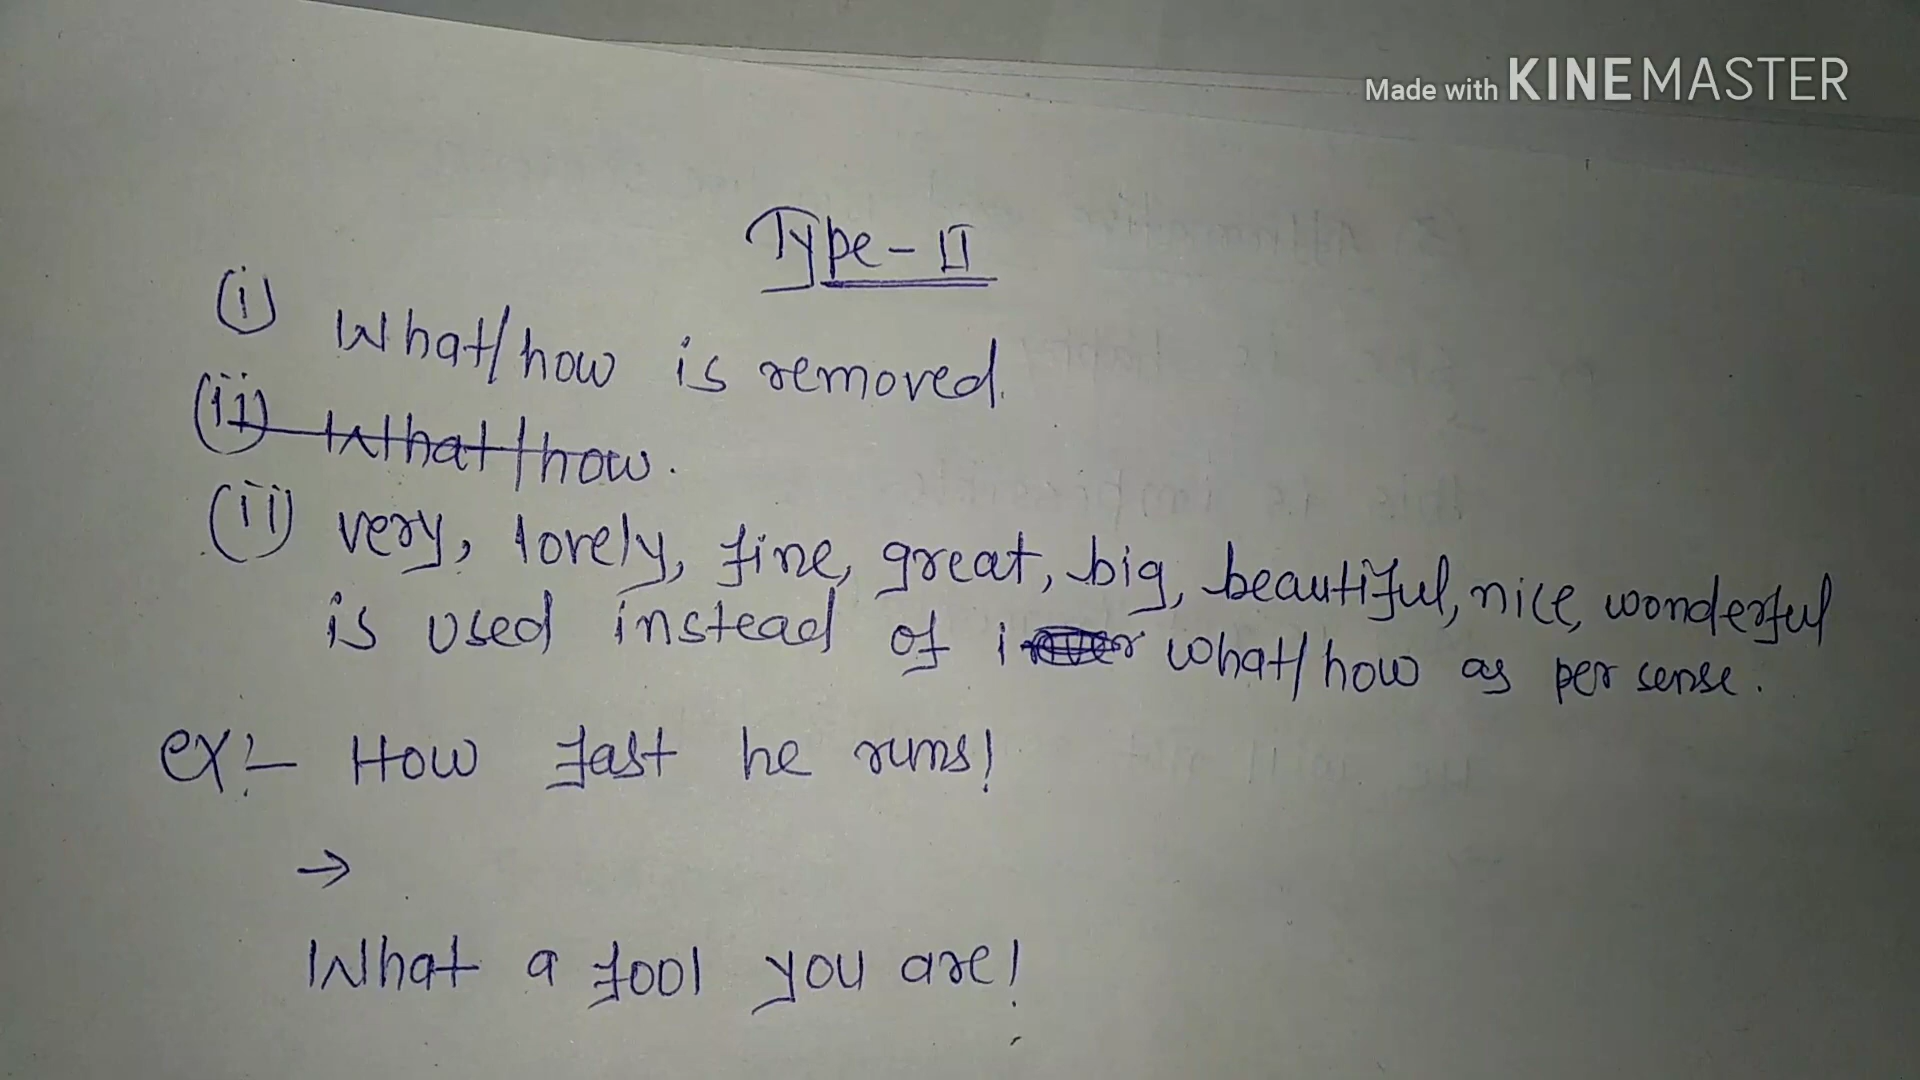 Made with KINEMASTER
Type-II
(i) What/how is removed.
(ii) What/how.
(ii) very, lovely, fine, great, big, beautiful, nice, wonderful
is used instead of what/how as per sense.
ex:- How fast he runs!
→
What a fool you are!